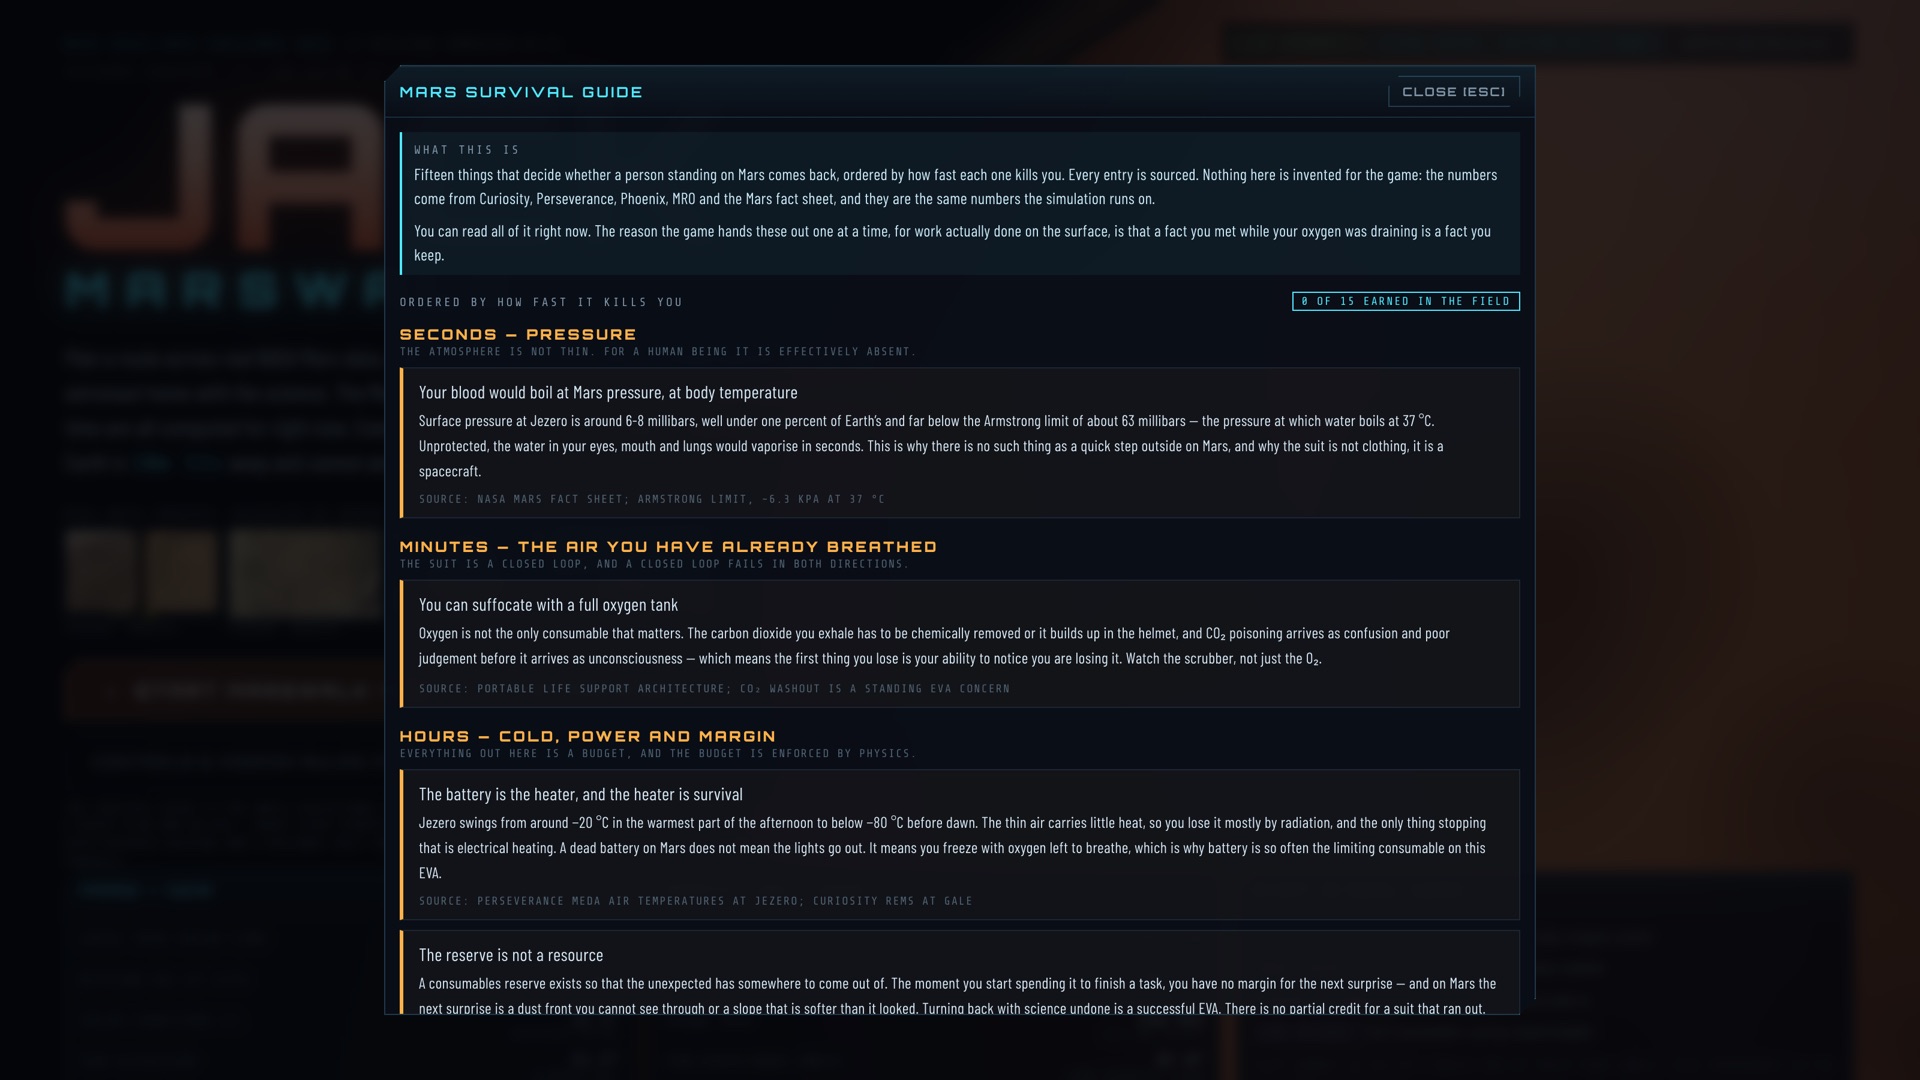 MARS SURVIVAL GUIDE
CLOSE [ESC]
WHAT THIS IS
Fifteen things that decide whether a person standing on Mars comes back, ordered by how fast each one kills you. Every entry is sourced. Nothing here is invented for the game: the numbers
come from Curiosity, Perseverance, Phoenix, MRO and the Mars fact sheet, and they are the same numbers the simulation runs on.
You can read all of it right now. The reason the game hands these out one at a time, for work actually done on the surface, is that a fact you met while your oxygen was draining is a fact you
keep.
ORDERED BY HOW FAST IT KILLS YOU
0 OF 15 EARNED IN THE FIELD
SECONDS — PRESSURE
THE ATMOSPHERE IS NOT THIN. FOR A HUMAN BEING IT IS EFFECTIVELY ABSENT.
Your blood would boil at Mars pressure, at body temperature
Surface pressure at Jezero is around 6-8 millibars, well under one percent of Earth's and far below the Armstrong limit of about 63 millibars — the pressure at which water boils at 37 °C.
Unprotected, the water in your eyes, mouth and lungs would vaporise in seconds. This is why there is no such thing as a quick step outside on Mars, and why the suit is not clothing, it is a
spacecraft.
SOURCE: NASA MARS FACT SHEET; ARMSTRONG LIMIT, ~6.3 KPA AT 37 °C
MINUTES — THE AIR YOU HAVE ALREADY BREATHED
THE SUIT IS A CLOSED LOOP, AND A CLOSED LOOP FAILS IN BOTH DIRECTIONS.
You can suffocate with a full oxygen tank
Oxygen is not the only consumable that matters. The carbon dioxide you exhale has to be chemically removed or it builds up in the helmet, and CO₂ poisoning arrives as confusion and poor
judgement before it arrives as unconsciousness — which means the first thing you lose is your ability to notice you are losing it. Watch the scrubber, not just the O₂.
SOURCE: PORTABLE LIFE SUPPORT ARCHITECTURE; CO₂ WASHOUT IS A STANDING EVA CONCERN
HOURS — COLD, POWER AND MARGIN
EVERYTHING OUT HERE IS A BUDGET, AND THE BUDGET IS ENFORCED BY PHYSICS.
The battery is the heater, and the heater is survival
Jezero swings from around −20 °C in the warmest part of the afternoon to below −80 °C before dawn. The thin air carries little heat, so you lose it mostly by radiation, and the only thing stopping
that is electrical heating. A dead battery on Mars does not mean the lights go out. It means you freeze with oxygen left to breathe, which is why battery is so often the limiting consumable on this
EVA.
SOURCE: PERSEVERANCE MEDA AIR TEMPERATURES AT JEZERO; CURIOSITY REMS AT GALE
The reserve is not a resource
A consumables reserve exists so that the unexpected has somewhere to come out of. The moment you start spending it to finish a task, you have no margin for the next surprise — and on Mars the
next surprise is a dust front you cannot see through or a slope that is softer than it looked. Turning back with science undone is a successful EVA. There is no partial credit for a suit that ran out.